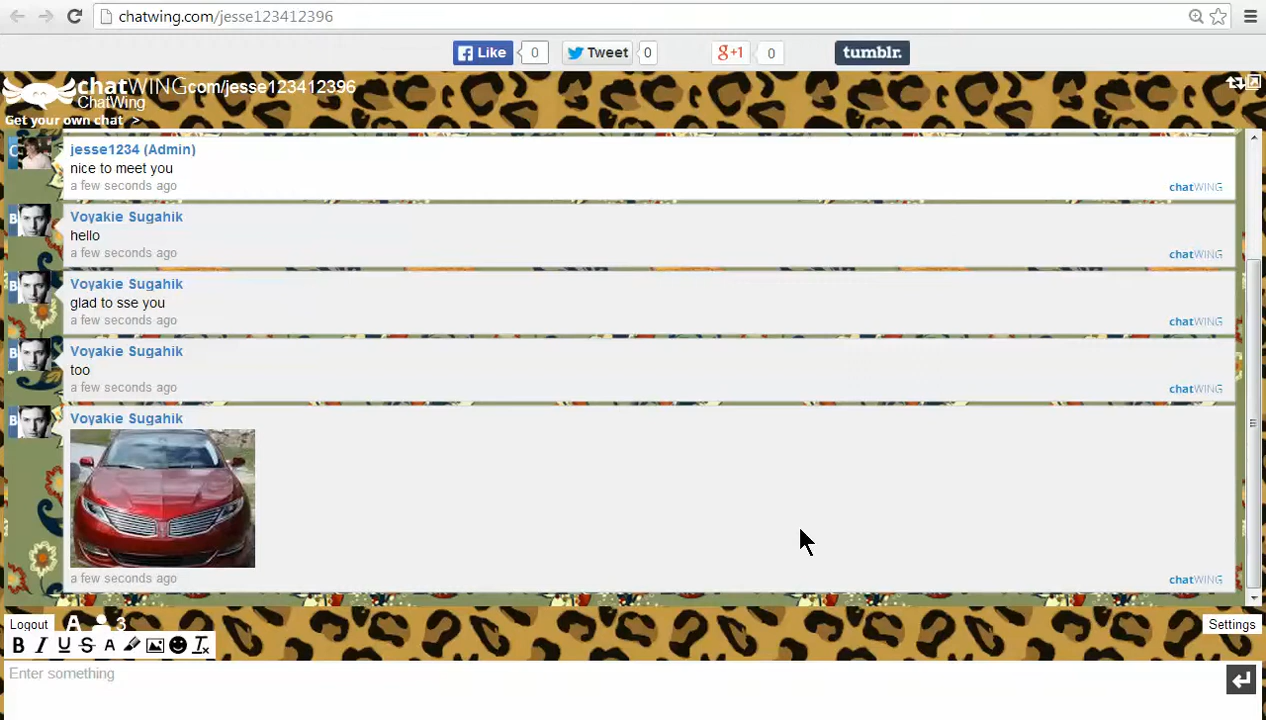 chatwing.com/jesse123412396
Like 0 Tweet 0 g+1 0 tumblr.
chatWINGcom/jesse123412396
ChatWing
Get your own chat >
jesse1234 (Admin)
nice to meet you
a few seconds ago chatWING
B Voyakie Sugahik
hello
a few seconds ago chatWING
B Voyakie Sugahik
glad to sse you
a few seconds ago chatWING
B Voyakie Sugahik
too
a few seconds ago chatWING
B Voyakie Sugahik
a few seconds ago chatWING
Logout A 3 Settings
B I U S A Tx
Enter something